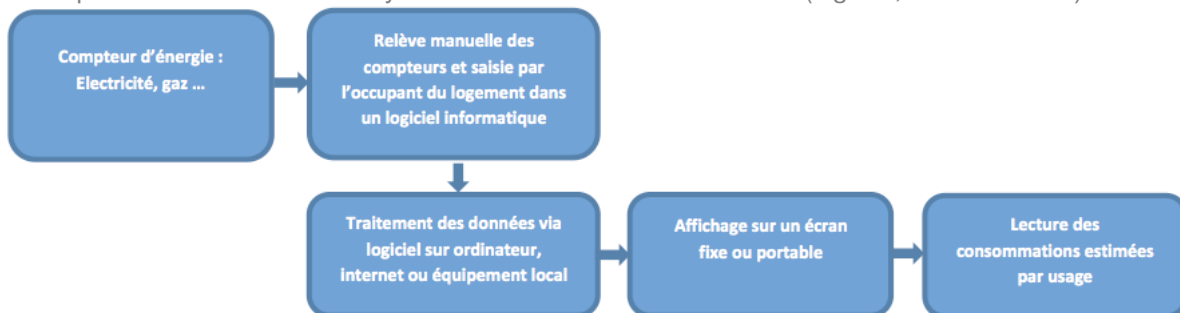 Compteur d'énergie :
Electricité, gaz ...
Relève manuelle des
compteurs et saisie par
l'occupant du logement dans
un logiciel informatique
Traitement des données via
logiciel sur ordinateur,
internet ou équipement local
Affichage sur un écran
fixe ou portable
Lecture des
consommations estimées
par usage